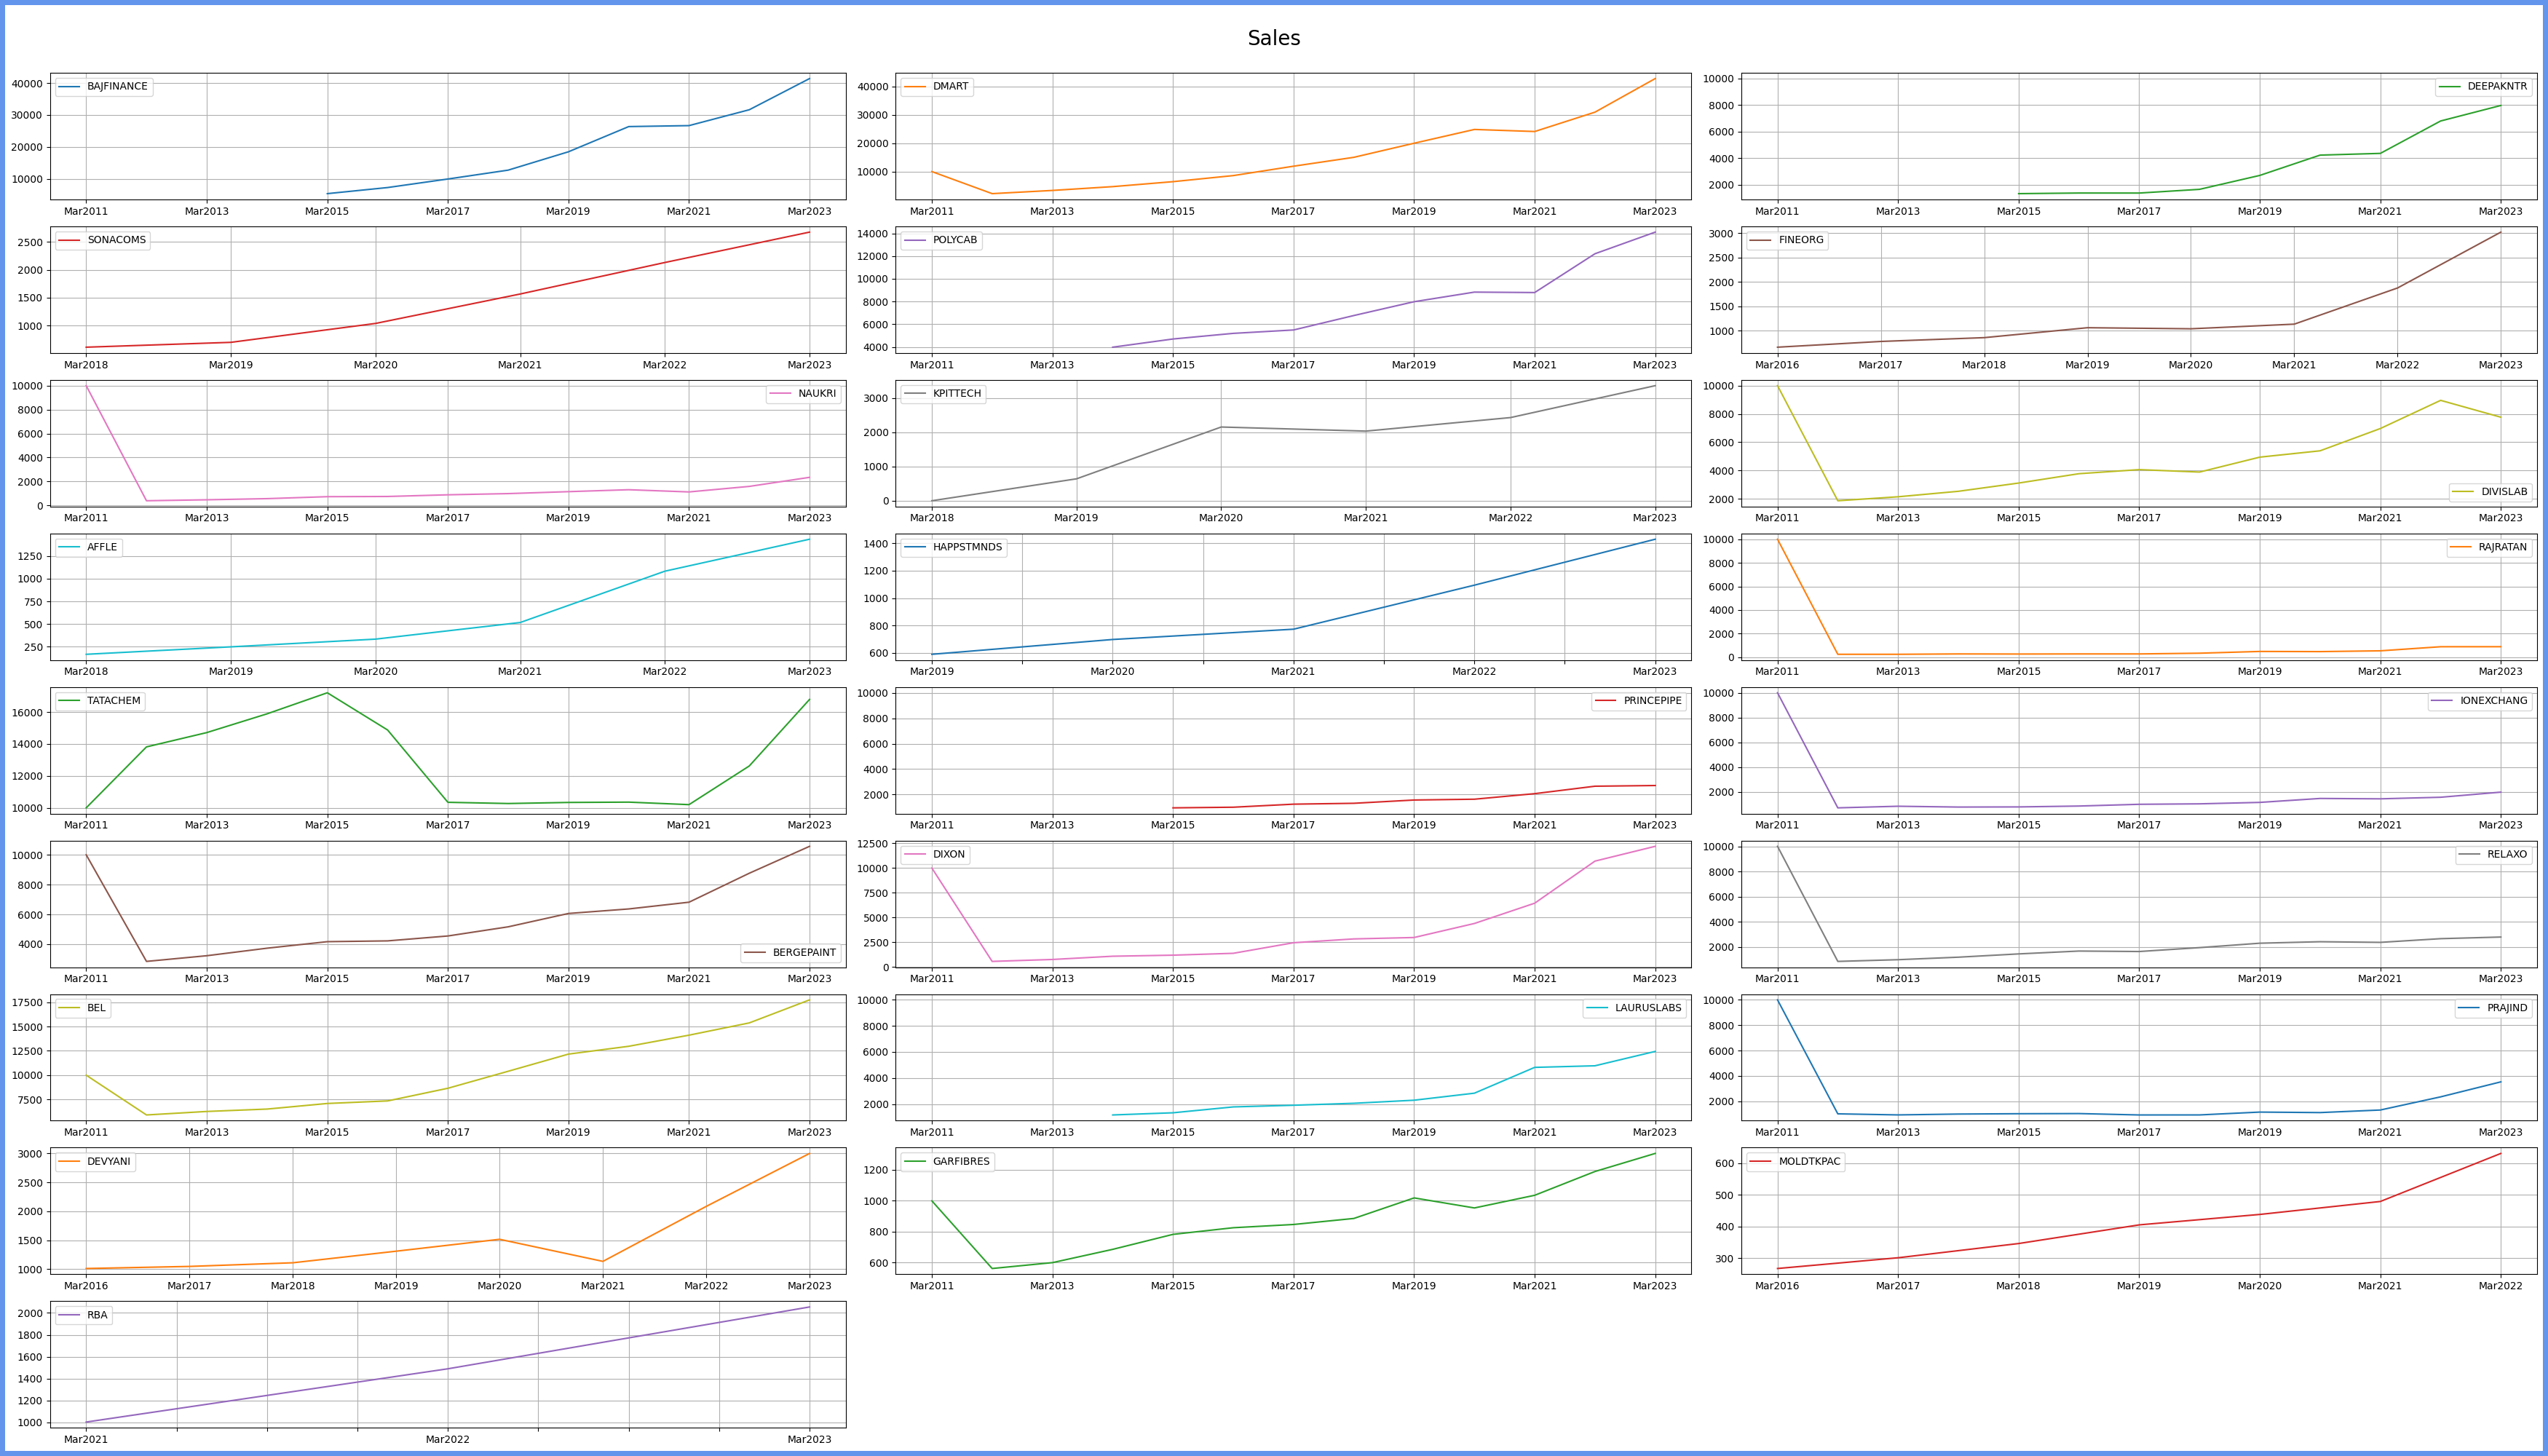 Sales
BAJFINANCE
40000
30000
20000
10000
Mar2011 Mar2013 Mar2015 Mar2017 Mar2019 Mar2021 Mar2023
DMART
40000
30000
20000
10000
Mar2011 Mar2013 Mar2015 Mar2017 Mar2019 Mar2021 Mar2023
DEEPAKNTR
10000
8000
6000
4000
2000
Mar2011 Mar2013 Mar2015 Mar2017 Mar2019 Mar2021 Mar2023
SONACOMS
2500
2000
1500
1000
Mar2018 Mar2019 Mar2020 Mar2021 Mar2022 Mar2023
POLYCAB
14000
12000
10000
8000
6000
4000
Mar2011 Mar2013 Mar2015 Mar2017 Mar2019 Mar2021 Mar2023
FINEORG
3000
2500
2000
1500
1000
Mar2016 Mar2017 Mar2018 Mar2019 Mar2020 Mar2021 Mar2022 Mar2023
NAUKRI
10000
8000
6000
4000
2000
0
Mar2011 Mar2013 Mar2015 Mar2017 Mar2019 Mar2021 Mar2023
KPITTECH
3000
2000
1000
0
Mar2018 Mar2019 Mar2020 Mar2021 Mar2022 Mar2023
DIVISLAB
10000
8000
6000
4000
2000
Mar2011 Mar2013 Mar2015 Mar2017 Mar2019 Mar2021 Mar2023
AFFLE
1250
1000
750
500
250
Mar2018 Mar2019 Mar2020 Mar2021 Mar2022 Mar2023
HAPPSTMNDS
1400
1200
1000
800
600
Mar2019 Mar2020 Mar2021 Mar2022 Mar2023
RAJRATAN
10000
8000
6000
4000
2000
0
Mar2011 Mar2013 Mar2015 Mar2017 Mar2019 Mar2021 Mar2023
TATACHEM
16000
14000
12000
10000
Mar2011 Mar2013 Mar2015 Mar2017 Mar2019 Mar2021 Mar2023
PRINCEPIPE
10000
8000
6000
4000
2000
Mar2011 Mar2013 Mar2015 Mar2017 Mar2019 Mar2021 Mar2023
IONEXCHANG
10000
8000
6000
4000
2000
Mar2011 Mar2013 Mar2015 Mar2017 Mar2019 Mar2021 Mar2023
BERGEPAINT
10000
8000
6000
4000
Mar2011 Mar2013 Mar2015 Mar2017 Mar2019 Mar2021 Mar2023
DIXON
12500
10000
7500
5000
2500
0
Mar2011 Mar2013 Mar2015 Mar2017 Mar2019 Mar2021 Mar2023
RELAXO
10000
8000
6000
4000
2000
Mar2011 Mar2013 Mar2015 Mar2017 Mar2019 Mar2021 Mar2023
BEL
17500
15000
12500
10000
7500
Mar2011 Mar2013 Mar2015 Mar2017 Mar2019 Mar2021 Mar2023
LAURUSLABS
10000
8000
6000
4000
2000
Mar2011 Mar2013 Mar2015 Mar2017 Mar2019 Mar2021 Mar2023
PRAJIND
10000
8000
6000
4000
2000
Mar2011 Mar2013 Mar2015 Mar2017 Mar2019 Mar2021 Mar2023
DEVYANI
3000
2500
2000
1500
1000
Mar2016 Mar2017 Mar2018 Mar2019 Mar2020 Mar2021 Mar2022 Mar2023
GARFIBRES
1200
1000
800
600
Mar2011 Mar2013 Mar2015 Mar2017 Mar2019 Mar2021 Mar2023
MOLDTKPAC
600
500
400
300
Mar2016 Mar2017 Mar2018 Mar2019 Mar2020 Mar2021 Mar2022
RBA
2000
1800
1600
1400
1200
1000
Mar2021 Mar2022 Mar2023